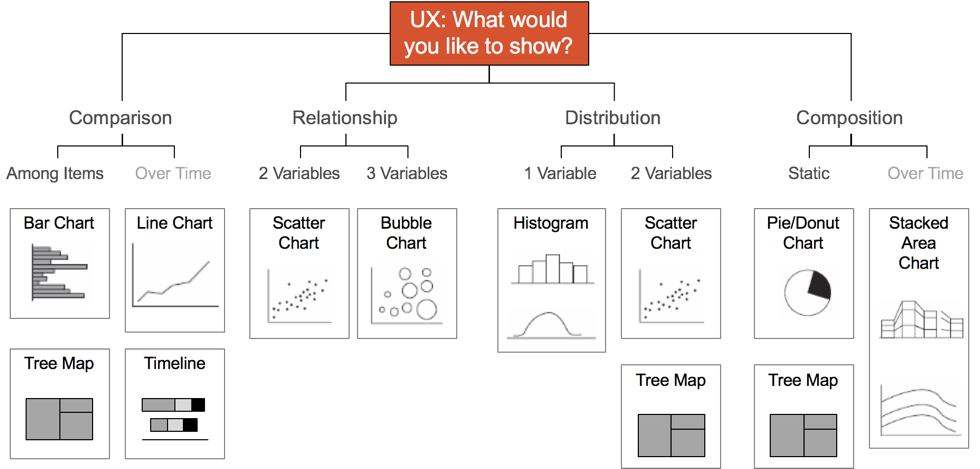 UX: What would
you like to show?
Comparison
Relationship
Distribution
Composition
Among Items
Over Time
2 Variables
3 Variables
1 Variable
2 Variables
Static
Over Time
Bar Chart
Line Chart
Scatter
Chart
Bubble
Chart
Histogram
Scatter
Chart
Pie/Donut
Chart
Stacked
Area
Chart
Tree Map
Timeline
Tree Map
Tree Map